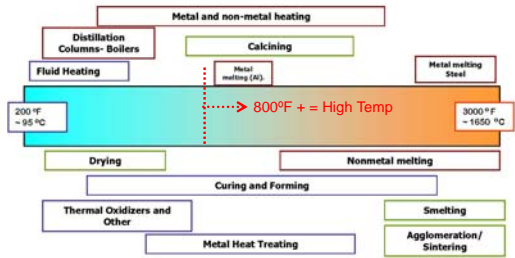 Metal and non-metal heating
Distillation
Columns- Boilers
Calcining
Fluid Heating
Metal
melting (Al).
Metal melting
Steel
200 ºF
~ 95 ºC
800ºF + = High Temp
3000 º F
~ 1650 ºC
Drying
Nonmetal melting
Curing and Forming
Thermal Oxidizers and
Other
Smelting
Metal Heat Treating
Agglomeration/
Sintering